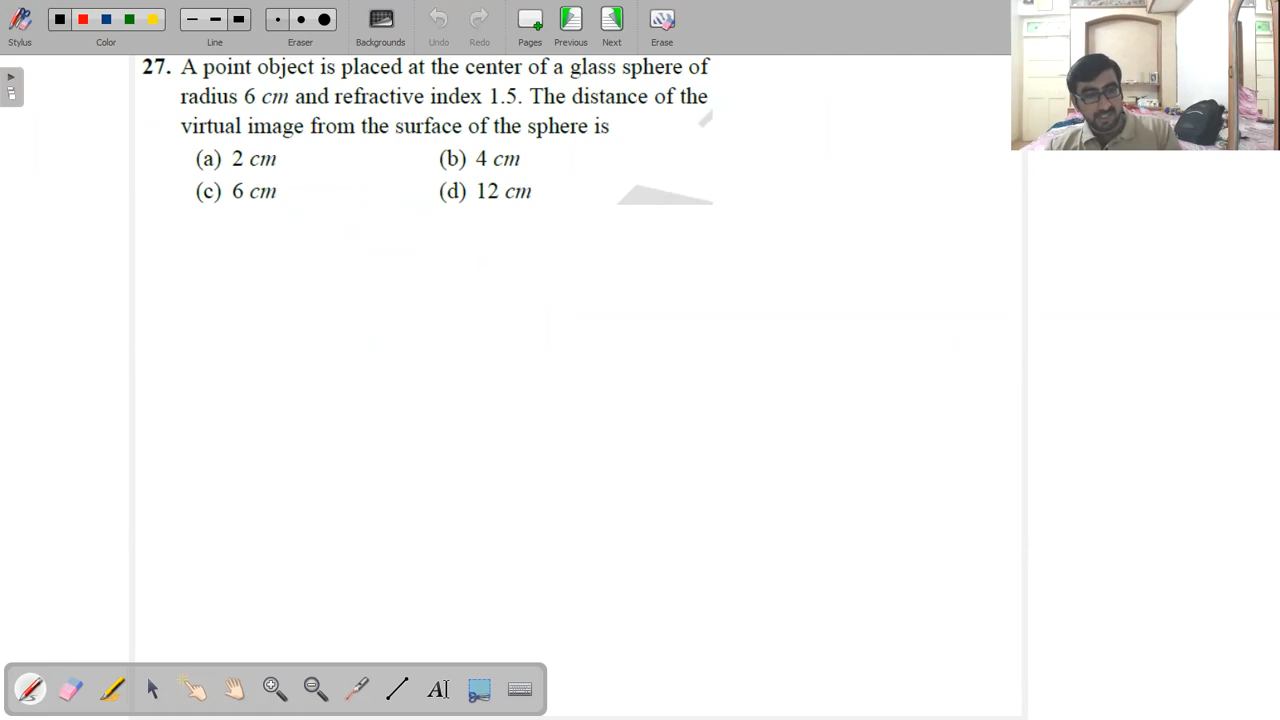 Stylus
Color
Line
Eraser
Backgrounds
Undo
Redo
Pages
Previous
Next
Erase
27. A point object is placed at the center of a glass sphere of
radius 6 cm and refractive index 1.5. The distance of the
virtual image from the surface of the sphere is
(a) 2 cm (b) 4 cm
(c) 6 cm (d) 12 cm